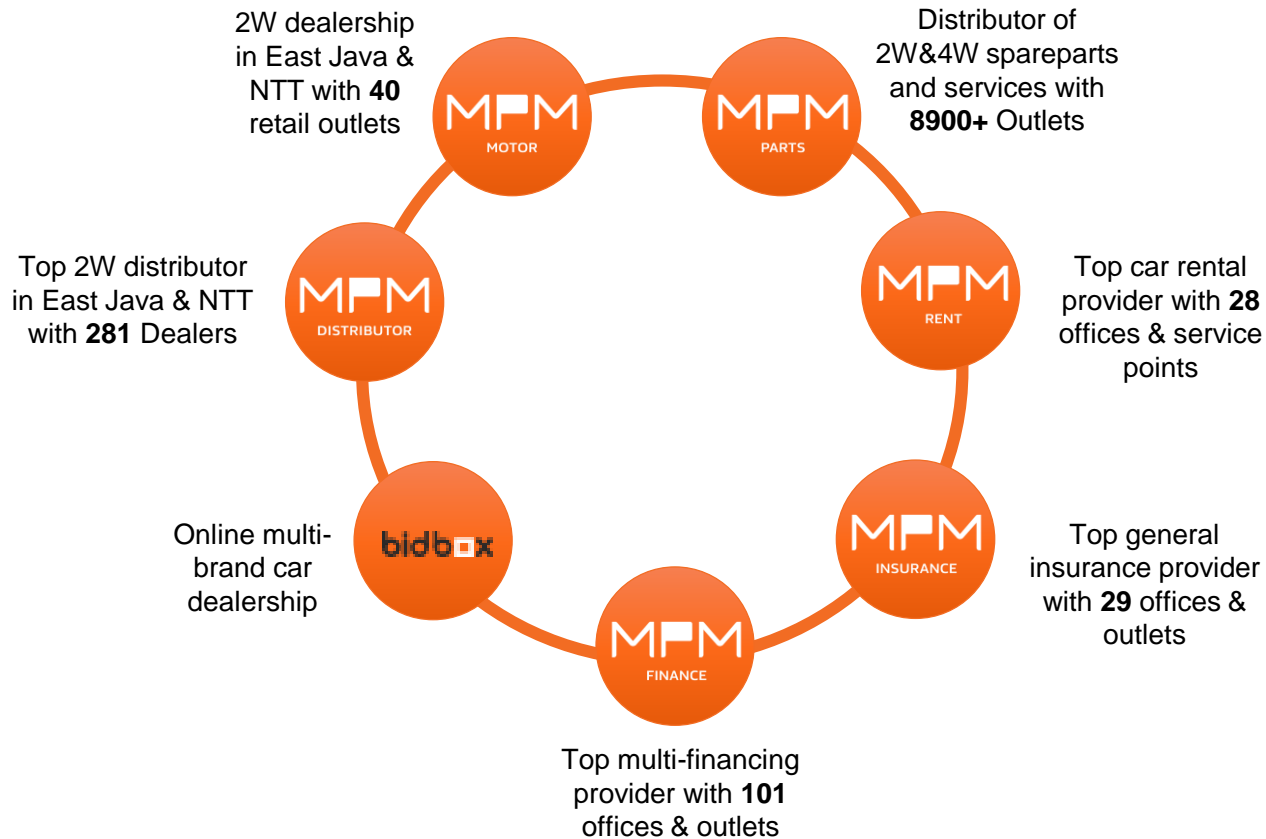 2W dealership
in East Java &
NTT with 40
retail outlets
MPM
MOTOR
Distributor of
2W&4W spareparts
and services with
8900+ Outlets
MPM
PARTS
Top 2W distributor
in East Java & NTT
with 281 Dealers
MPM
DISTRIBUTOR
MPM
RENT
Top car rental
provider with 28
offices & service
points
Online multi-
brand car
dealership
bidbox
MPM
INSURANCE
Top general
insurance provider
with 29 offices &
outlets
MPM
FINANCE
Top multi-financing
provider with 101
offices & outlets